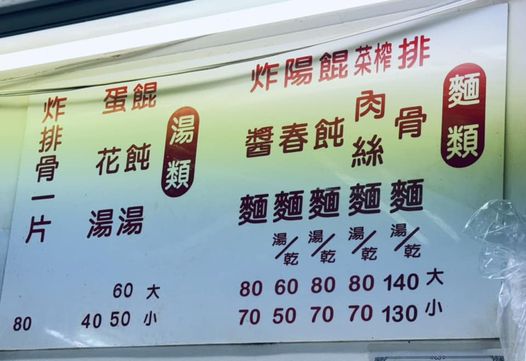 麵類
大
小
排骨麵 湯/乾 140 130
榨菜肉絲麵 湯/乾 80 70
餛飩麵 湯/乾 80 70
陽春麵 湯/乾 60 50
炸醬麵 80 70
湯類
大
小
餛飩湯 60 50
蛋花湯 40
炸排骨一片 80